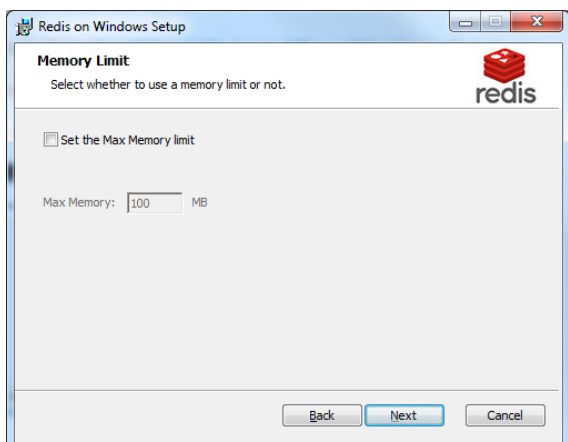 Redis on Windows Setup
Memory Limit
Select whether to use a memory limit or not.
redis
Set the Max Memory limit
Max Memory: 100 MB
Back Next Cancel